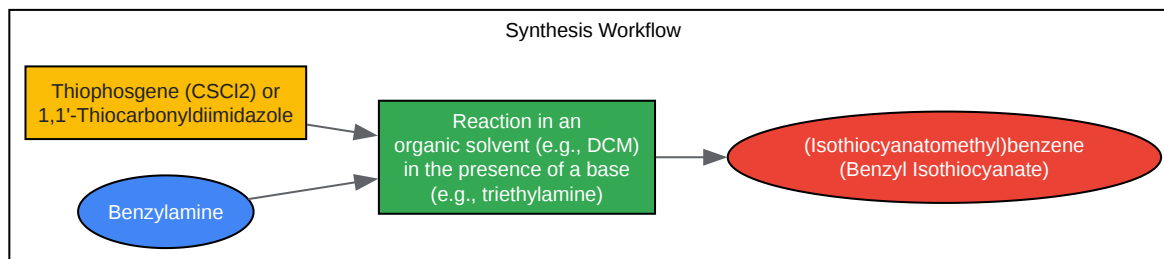 Synthesis Workflow
Thiophosgene (CSCl2) or
1,1'-Thiocarbonyldiimidazole
Benzylamine
Reaction in an
organic solvent (e.g., DCM)
in the presence of a base
(e.g., triethylamine)
(Isothiocyanatomethyl)benzene
(Benzyl Isothiocyanate)